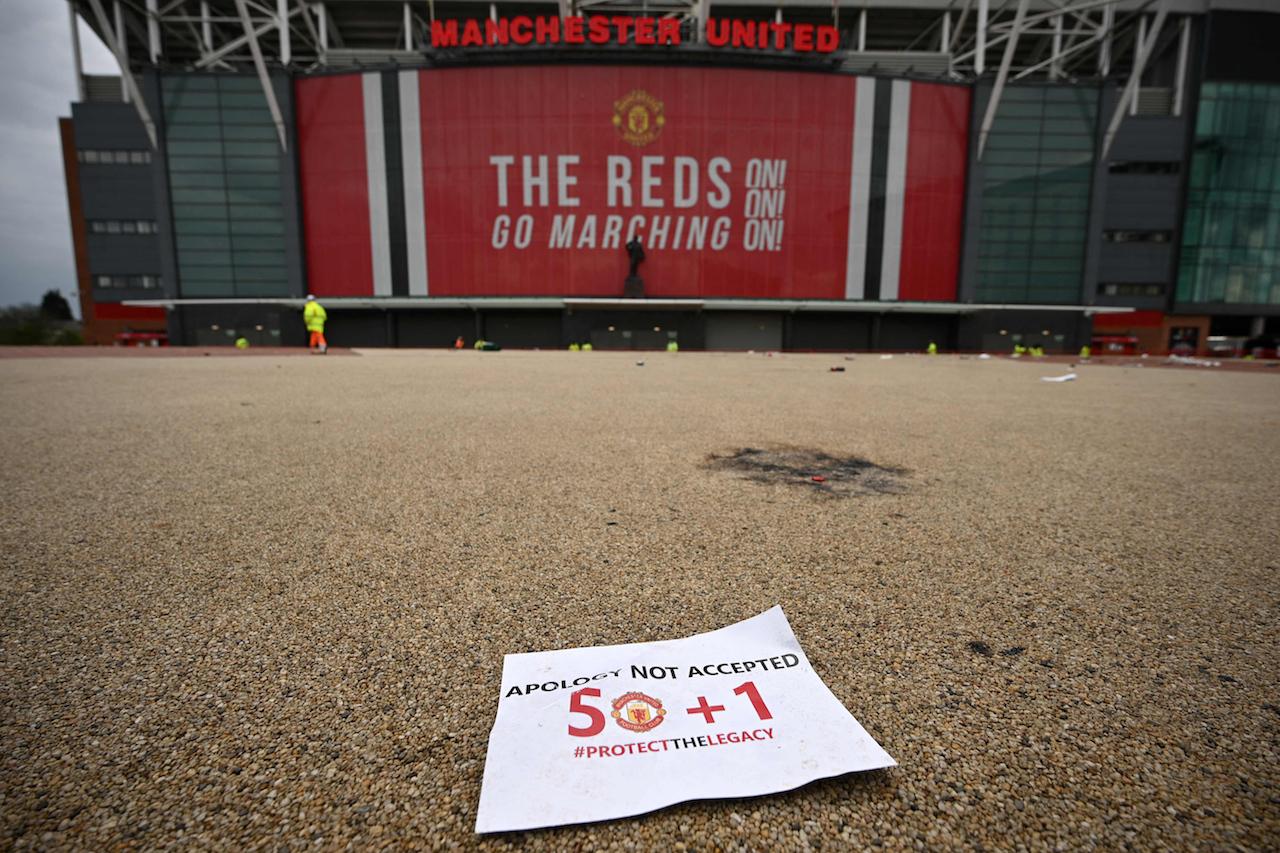 MANCHESTER UNITED
THE REDS
GO MARCHING
ON!
ON!
ON!
APOLOGY NOT ACCEPTED
50+1
#PROTECTTHELEGACY